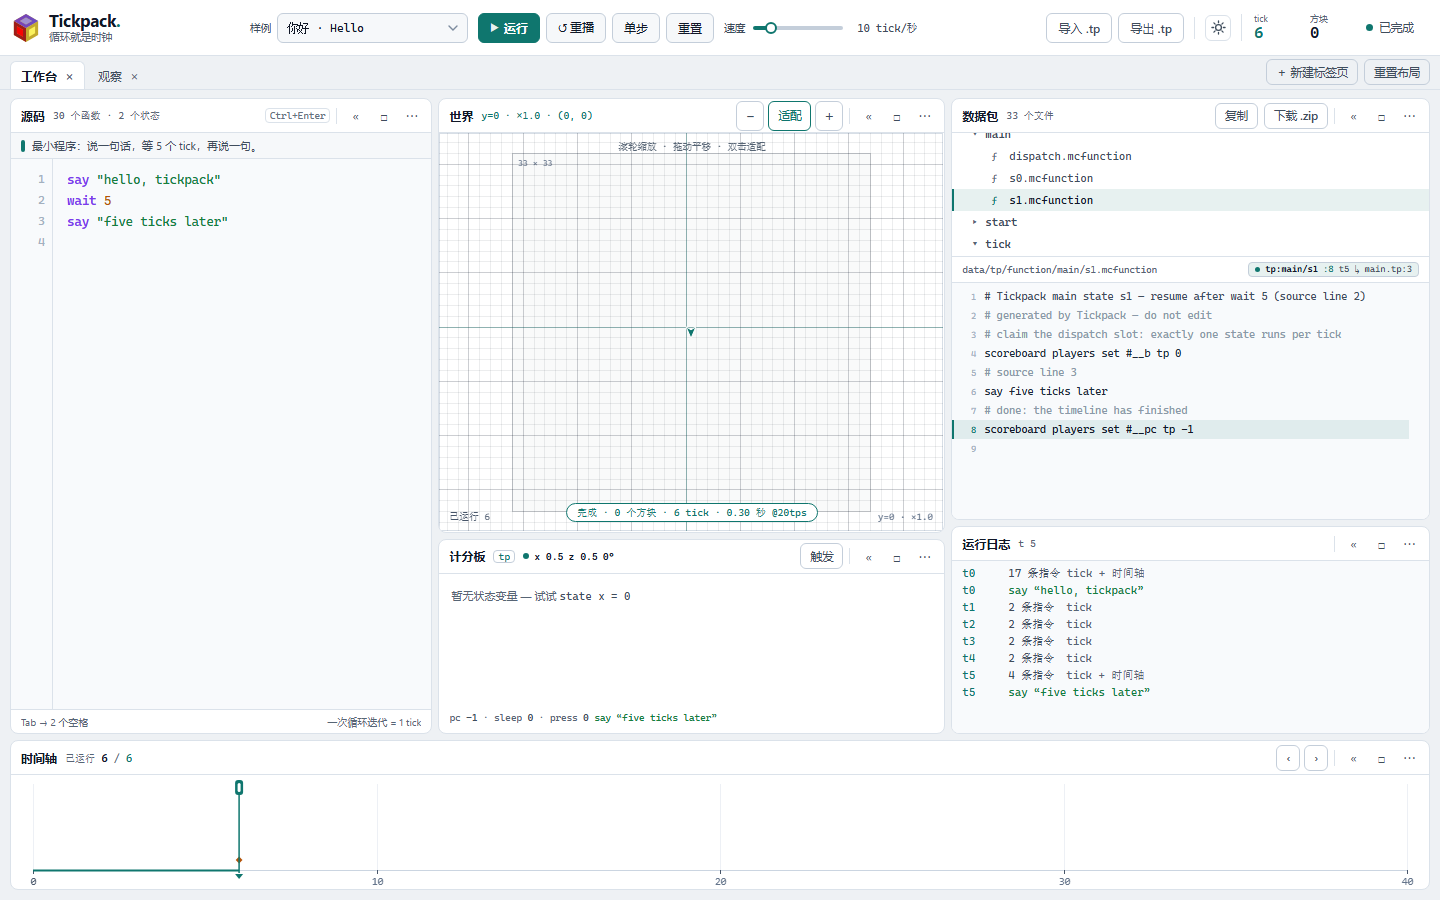 Tickpack.
循环就是时钟
样例
你好 · Hello
▶ 运行
↺ 重播
单步
重置
速度
10 tick/秒
导入 .tp
导出 .tp
tick
6
方块
0
已完成
工作台 ×
观察 ×
+ 新建标签页
重置布局
源码 30 个函数 · 2 个状态
Ctrl+Enter
最小程序：说一句话，等 5 个 tick，再说一句。
1 say "hello, tickpack"
2 wait 5
3 say "five ticks later"
4
Tab → 2 个空格
一次循环迭代 = 1 tick
世界 y=0 · ×1.0 · (0, 0)
− 适配 +
滚轮缩放 · 拖动平移 · 双击适配
33 × 33
已运行 6
完成 · 0 个方块 · 6 tick · 0.30 秒 @20tps
y=0 · ×1.0
计分板 tp ● x 0.5 z 0.5 0°
触发
暂无状态变量 — 试试 state x = 0
pc −1 · sleep 0 · press 0 say “five ticks later”
数据包 33 个文件
复制
下载 .zip
main
ƒ dispatch.mcfunction
ƒ s0.mcfunction
ƒ s1.mcfunction
▸ start
▾ tick
data/tp/function/main/s1.mcfunction
● tp:main/s1 :8 t5 ↳ main.tp:3
1 # Tickpack main state s1 — resume after wait 5 (source line 2)
2 # generated by Tickpack — do not edit
3 # claim the dispatch slot: exactly one state runs per tick
4 scoreboard players set #__b tp 0
5 # source line 3
6 say five ticks later
7 # done: the timeline has finished
8 scoreboard players set #__pc tp -1
9
运行日志 t 5
t0 17 条指令 tick + 时间轴
t0 say “hello, tickpack”
t1 2 条指令 tick
t2 2 条指令 tick
t3 2 条指令 tick
t4 2 条指令 tick
t5 4 条指令 tick + 时间轴
t5 say “five ticks later”
时间轴 已运行 6 / 6
0 10 20 30 40